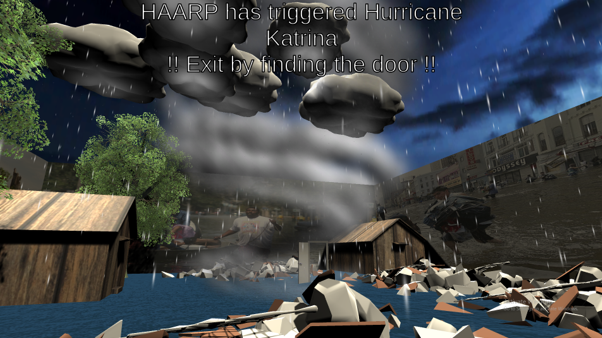 HAARP has triggered Hurricane
Katrina
!! Exit by finding the door !!